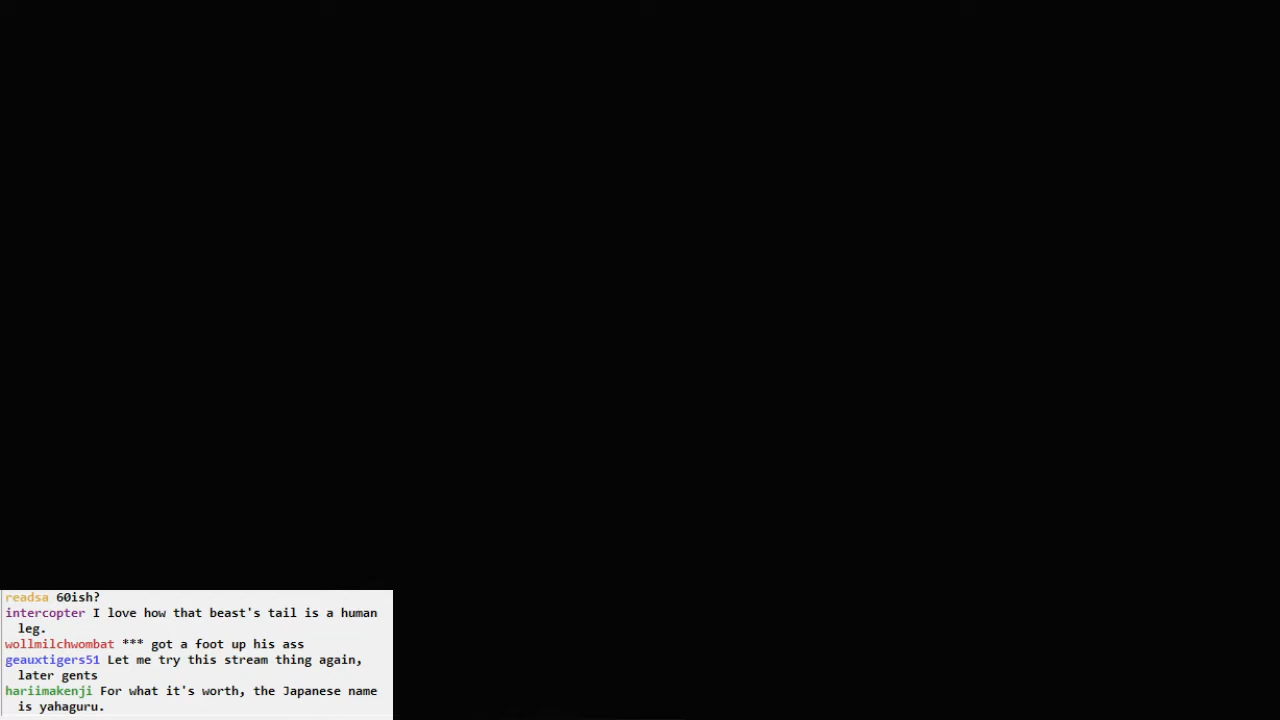 readsa 60ish?
intercopter I love how that beast's tail is a human
leg.
wollmilchwombat *** got a foot up his ass
geauxtigers51 Let me try this stream thing again,
later gents
hariimakenji For what it's worth, the Japanese name
is yahaguru.